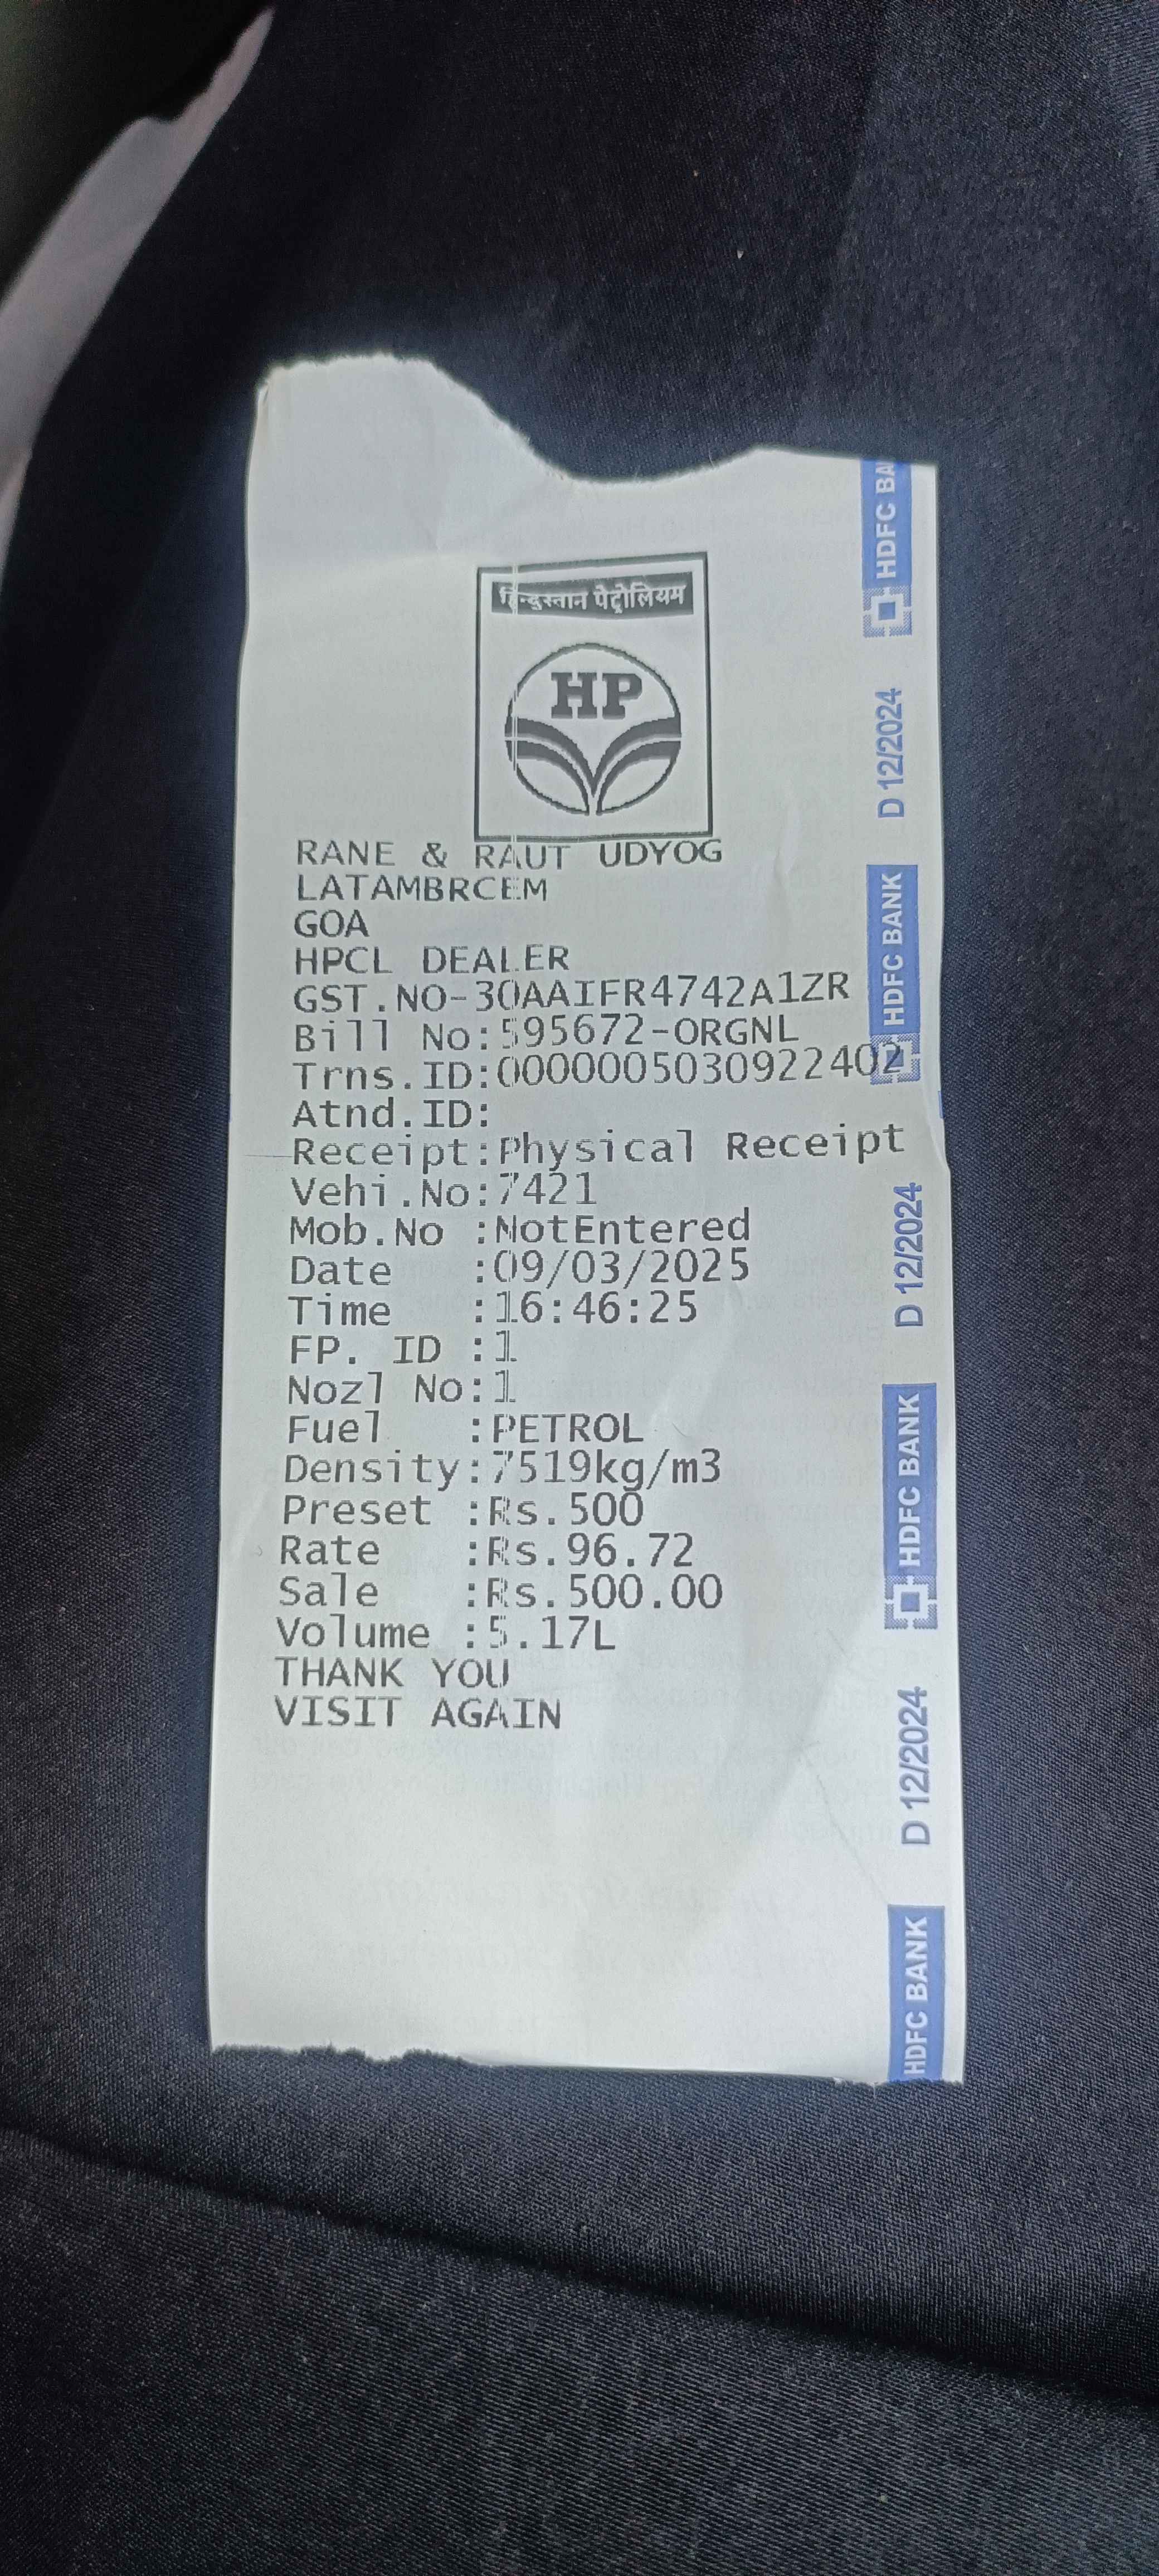 हिन्दुस्तान पेट्रोलियम
HP
RANE & RAUT UDYOG
LATAMBRCEM
GOA
HPCL DEALER
GST.NO-30AAIFR4742A1ZR
Bill No:595672-ORGNL
Trns.ID:0000005030922402
Atnd.ID:
Receipt:Physical Receipt
Vehi.No:7421
Mob.No :NotEntered
Date :09/03/2025
Time :16:46:25
FP. ID :1
Nozl No:1
Fuel :PETROL
Density:7519kg/m3
Preset :Rs.500
Rate :Rs.96.72
Sale :Rs.500.00
Volume :5.17L
THANK YOU
VISIT AGAIN
HDFC BA
D 12/2024
HDFC BANK
D 12/2024
HDFC BANK
D 12/2024
HDFC BANK